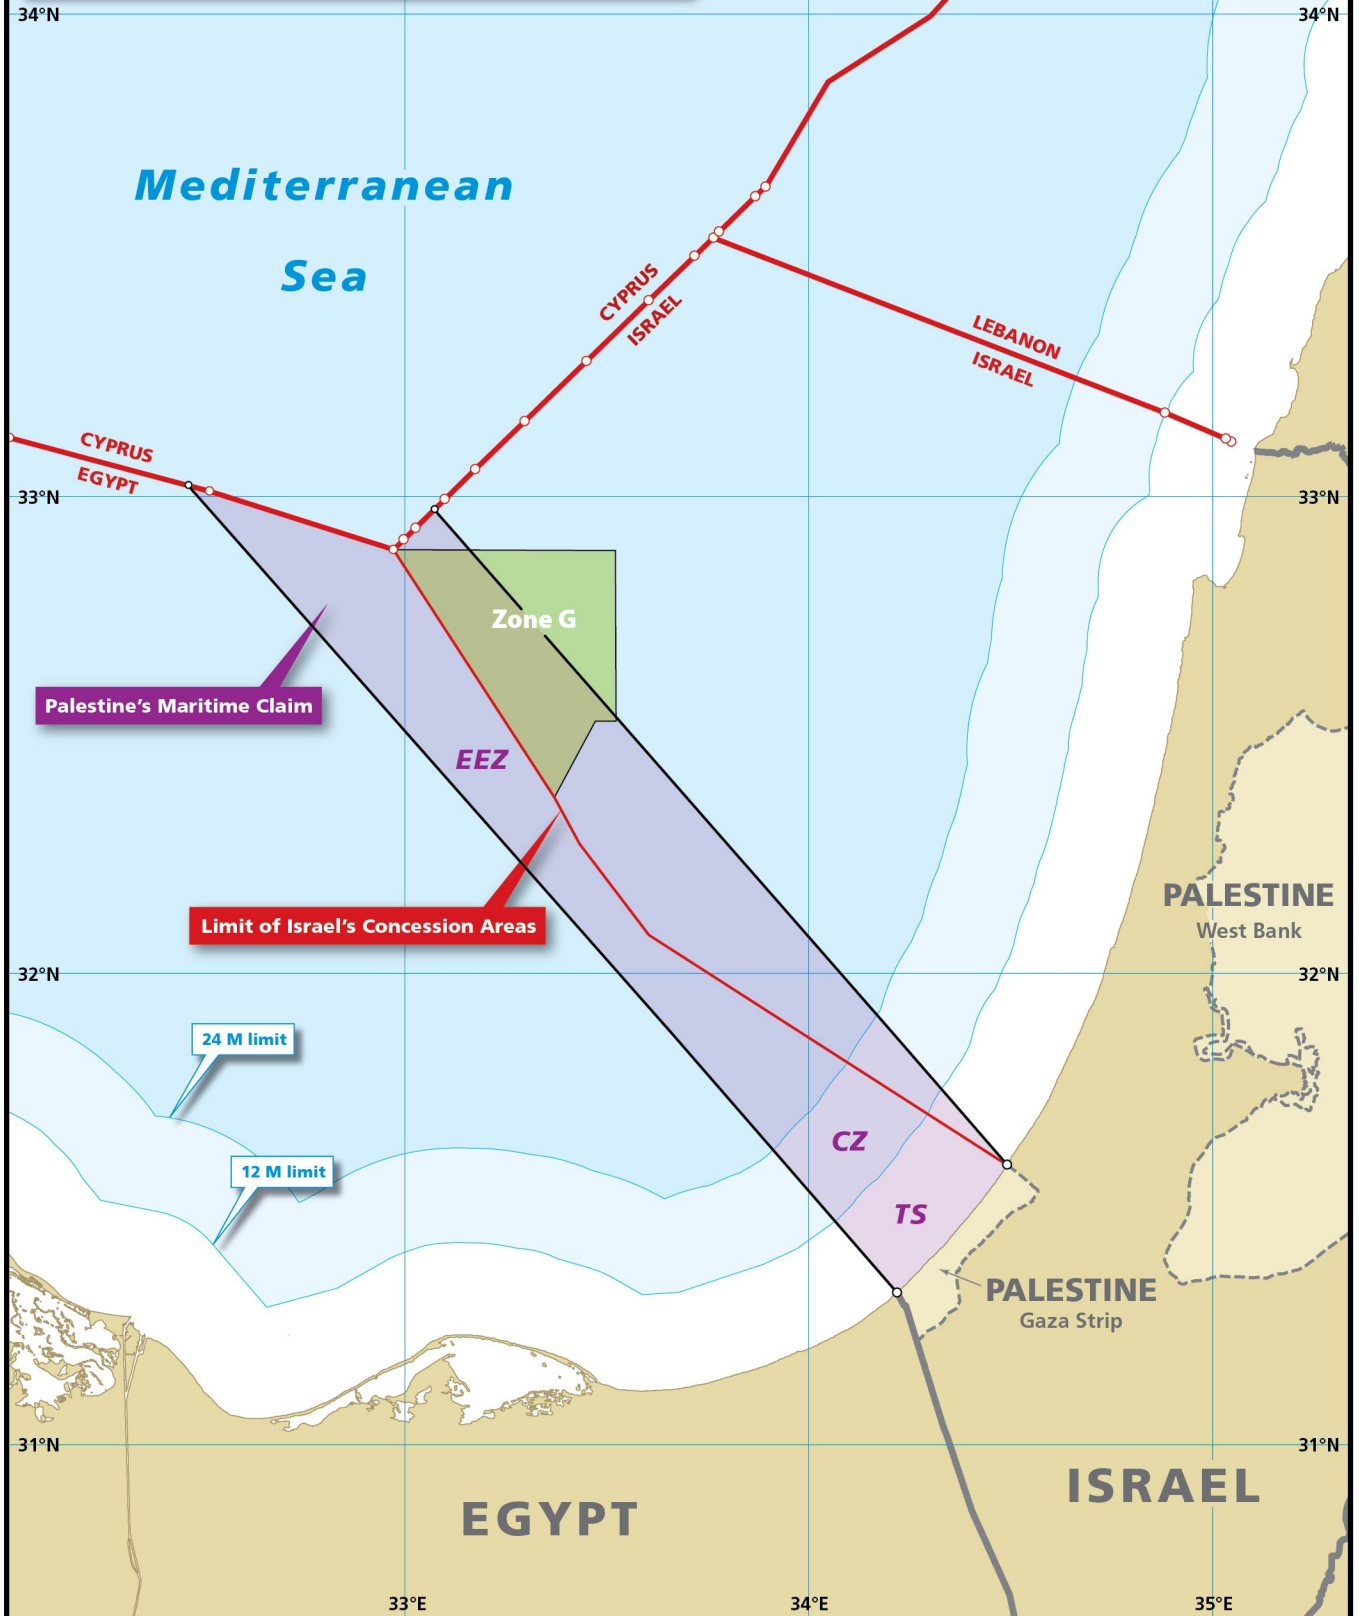 34°N
34°N
Mediterranean
Sea
CYPRUS
ISRAEL
LEBANON
ISRAEL
CYPRUS
EGYPT
33°N
33°N
Zone G
Palestine's Maritime Claim
EEZ
Limit of Israel's Concession Areas
PALESTINE
West Bank
32°N
32°N
24 M limit
12 M limit
CZ
TS
PALESTINE
Gaza Strip
31°N
31°N
ISRAEL
EGYPT
33°E
34°E
35°E